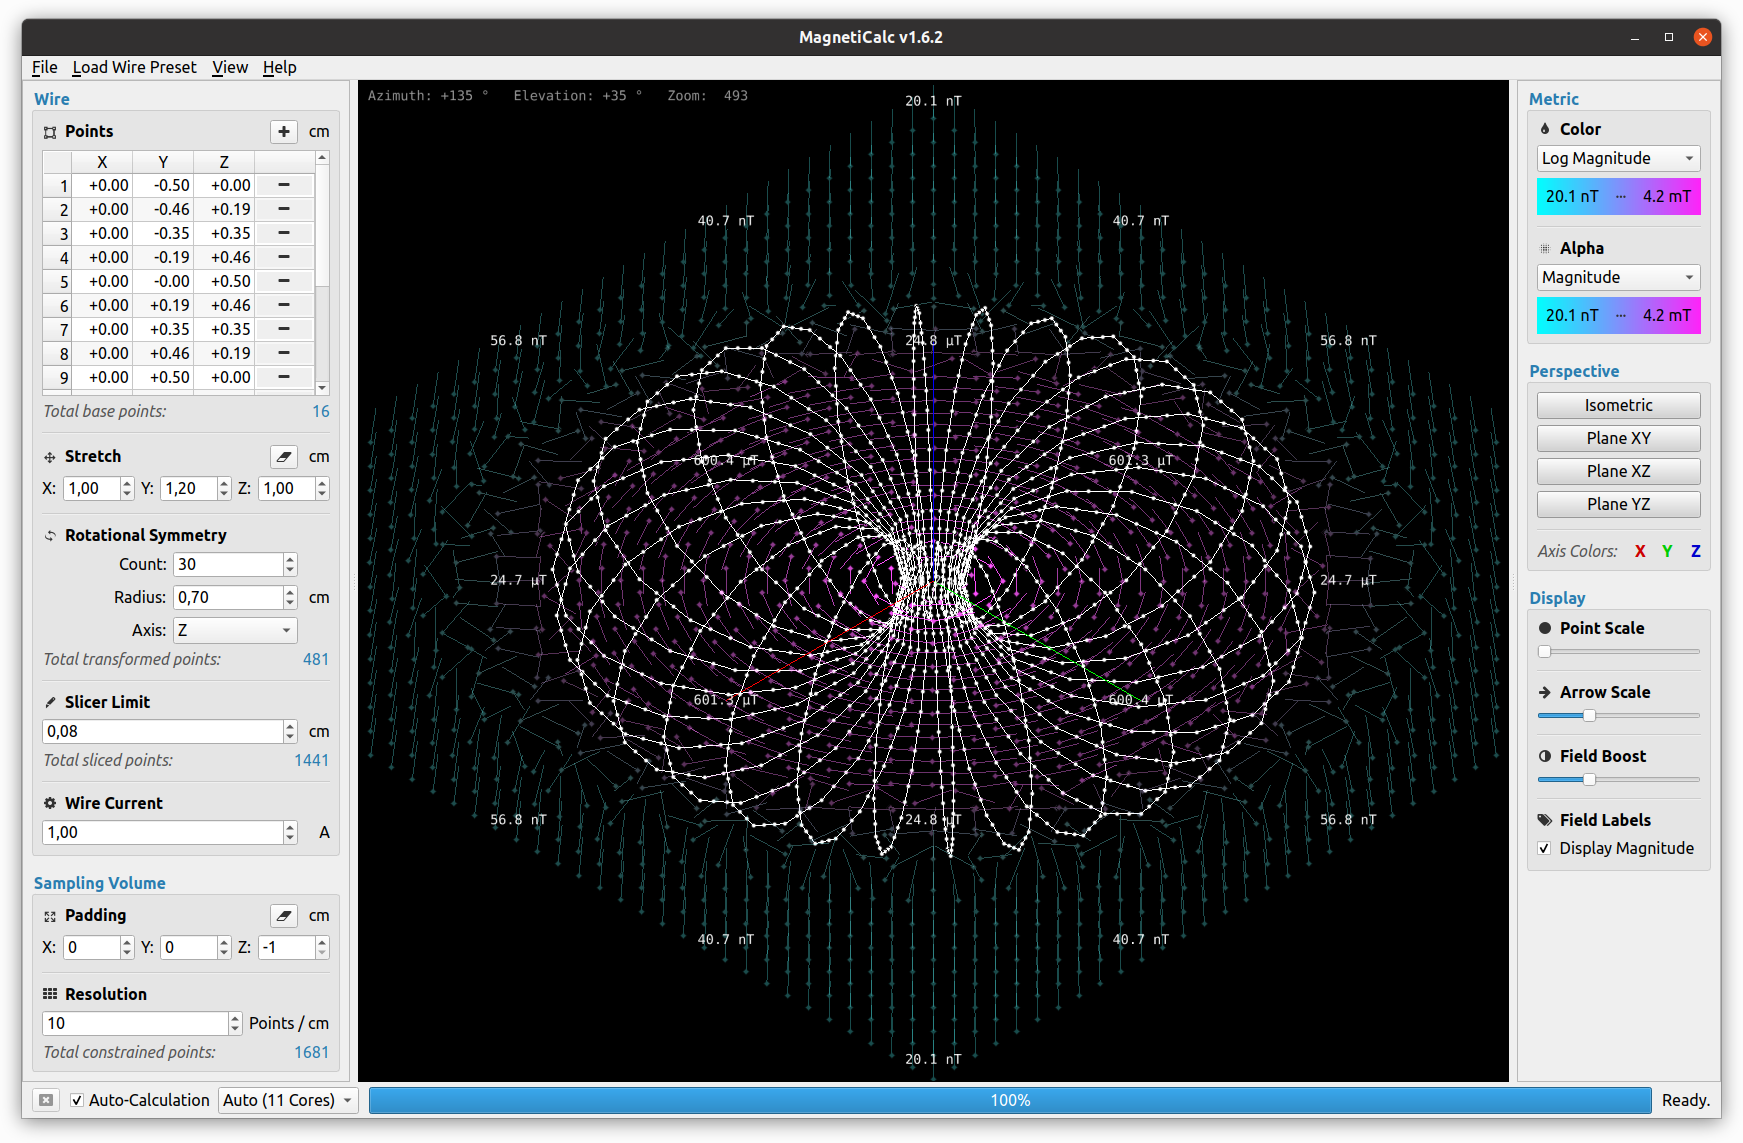 MagnetiCalc v1.6.2
File Load Wire Preset View Help
Wire
Points + cm
X Y Z
1 +0.00 -0.50 +0.00
2 +0.00 -0.46 +0.19
3 +0.00 -0.35 +0.35
4 +0.00 -0.19 +0.46
5 +0.00 -0.00 +0.50
6 +0.00 +0.19 +0.46
7 +0.00 +0.35 +0.35
8 +0.00 +0.46 +0.19
9 +0.00 +0.50 +0.00
Total base points: 16
Stretch cm
X: 1,00 Y: 1,20 Z: 1,00
Rotational Symmetry
Count: 30
Radius: 0,70 cm
Axis: Z
Total transformed points: 481
Slicer Limit
0,08 cm
Total sliced points: 1441
Wire Current
1,00 A
Sampling Volume
Padding cm
X: 0 Y: 0 Z: -1
Resolution
10 Points / cm
Total constrained points: 1681
Azimuth: +135 ° Elevation: +35 ° Zoom: 493
20.1 nT
40.7 nT 40.7 nT
56.8 nT 24.8 µT 56.8 nT
600.4 µT 601.3 µT
24.7 µT 24.7 µT
601.3 µT 600.4 µT
56.8 nT 24.8 µT 56.8 nT
40.7 nT 40.7 nT
20.1 nT
Metric
Color
Log Magnitude
20.1 nT ··· 4.2 mT
Alpha
Magnitude
20.1 nT ··· 4.2 mT
Perspective
Isometric
Plane XY
Plane XZ
Plane YZ
Axis Colors: X Y Z
Display
Point Scale
Arrow Scale
Field Boost
Field Labels
Display Magnitude
Auto-Calculation Auto (11 Cores) 100% Ready.